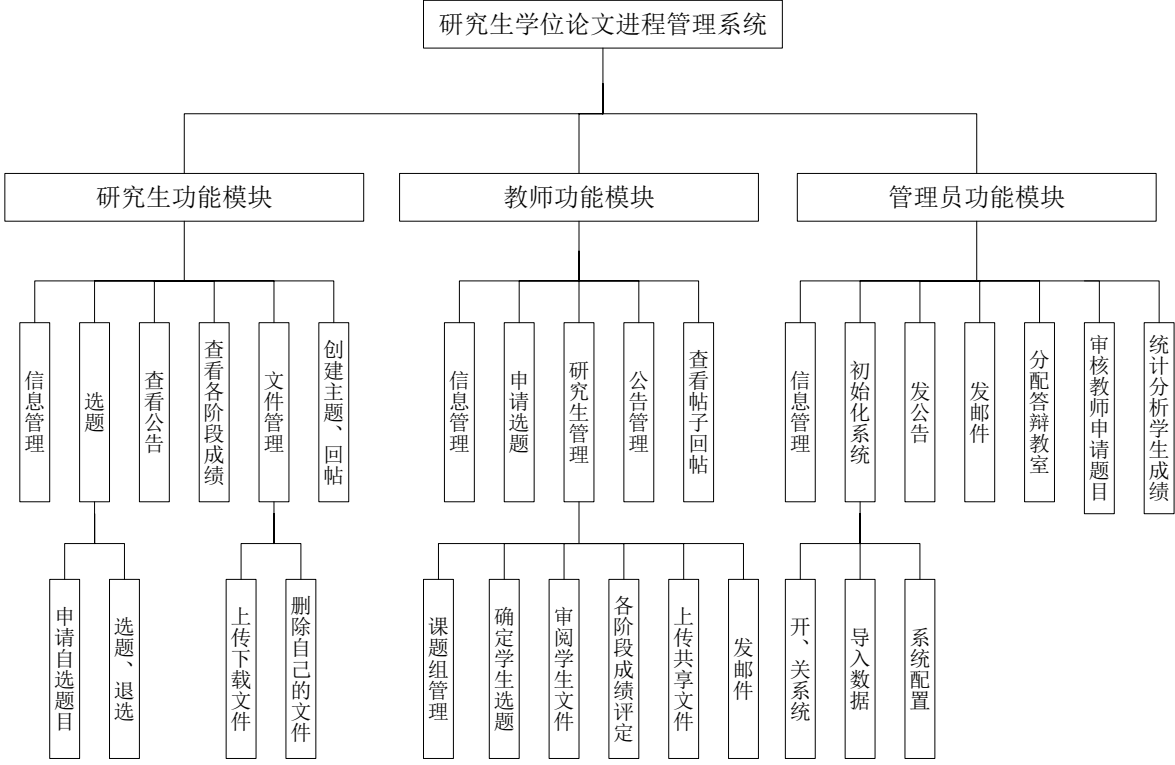 研究生学位论文进程管理系统
研究生功能模块
教师功能模块
管理员功能模块
信息管理
选题
查看公告
查看各阶段成绩
文件管理
创建主题、回帖
信息管理
申请选题
研究生管理
公告管理
查看帖子回帖
信息管理
初始化系统
发公告
发邮件
分配答辩教室
审核教师申请题目
统计分析学生成绩
申请自选题目
选题、退选
上传下载文件
删除自己的文件
课题组管理
确定学生选题
审阅学生文件
各阶段成绩评定
上传共享文件
发邮件
开、关系统
导入数据
系统配置